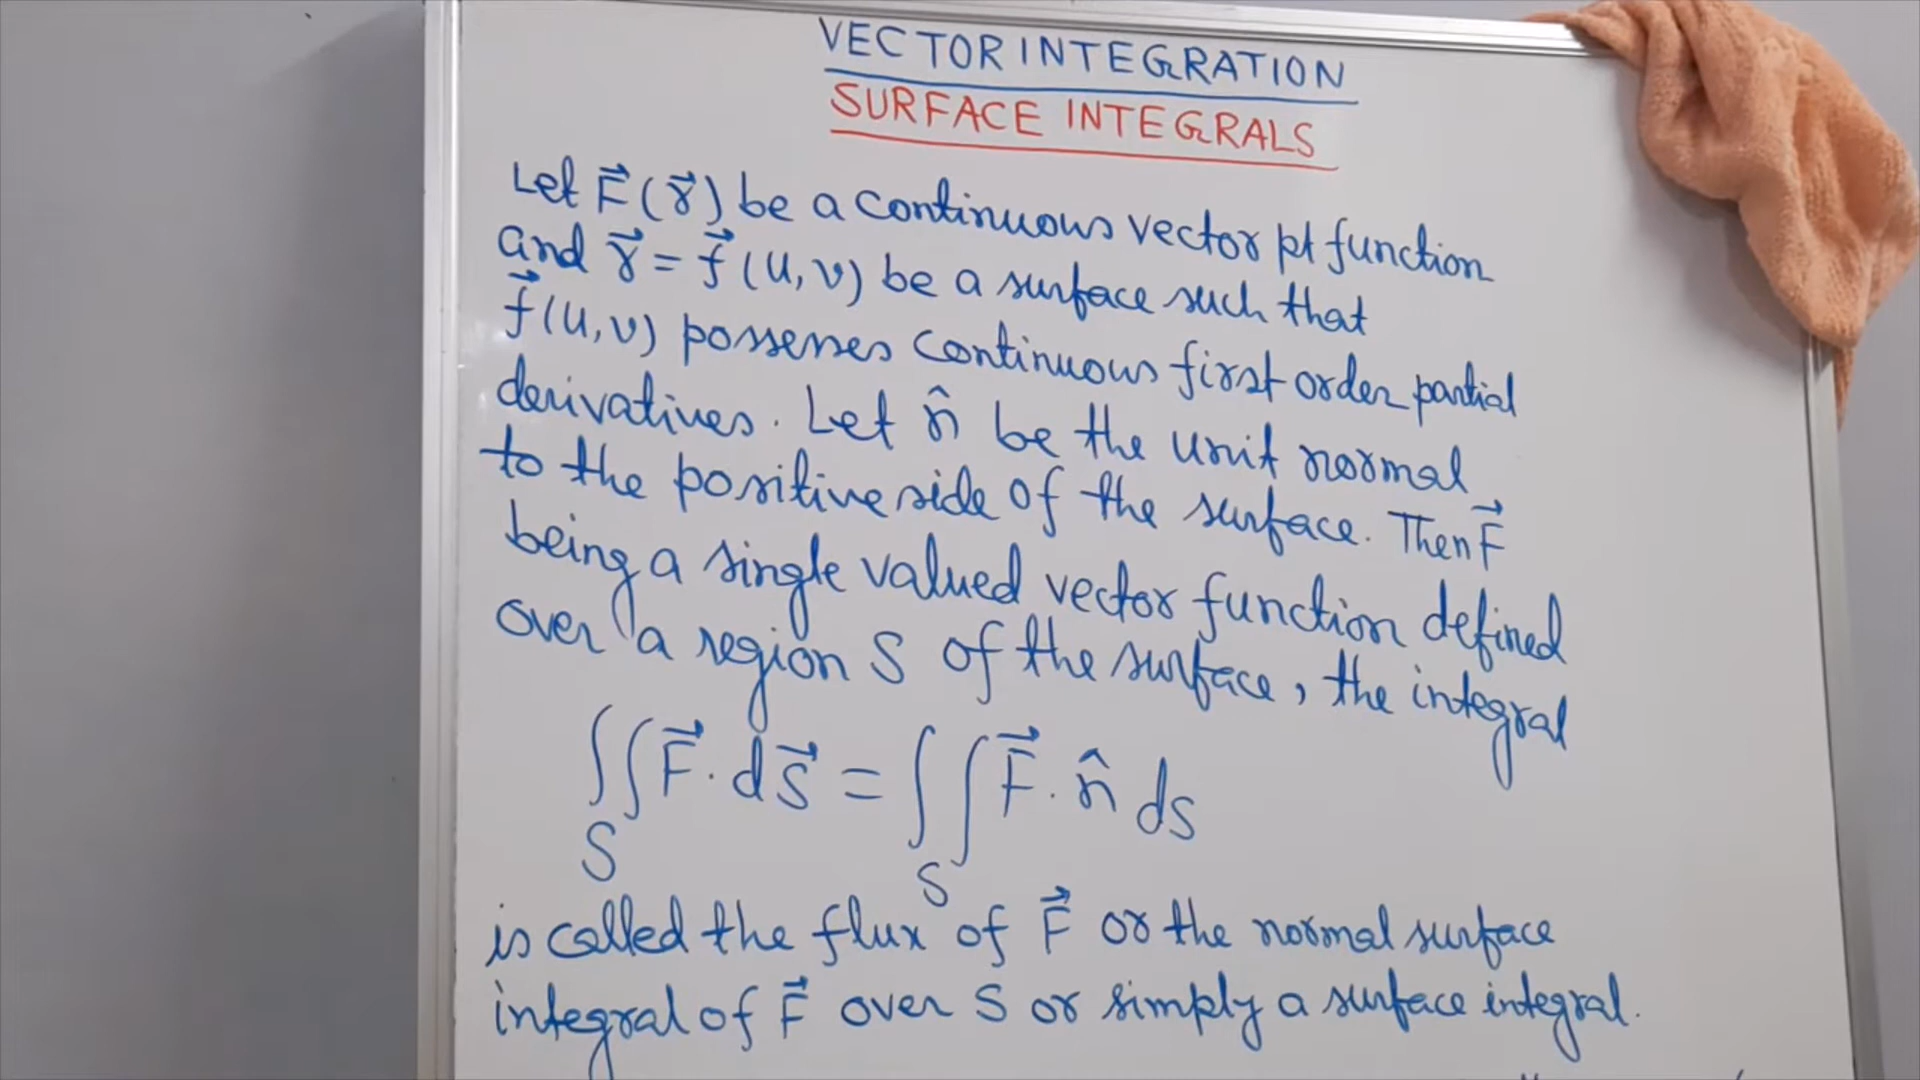 VECTOR INTEGRATION
SURFACE INTEGRALS
Let F⃗(r⃗) be a continuous vector pt function
and r⃗ = f⃗(u, v) be a surface such that
f⃗(u, v) possesses continuous first order partial
derivatives. Let n̂ be the unit normal
to the positive side of the surface. Then F⃗
being a single valued vector function defined
over a region S of the surface, the integral
∫∫_S F⃗ · dS⃗ = ∫∫_S F⃗ · n̂ ds
is called the flux of F⃗ or the normal surface
integral of F⃗ over S or simply a surface integral.